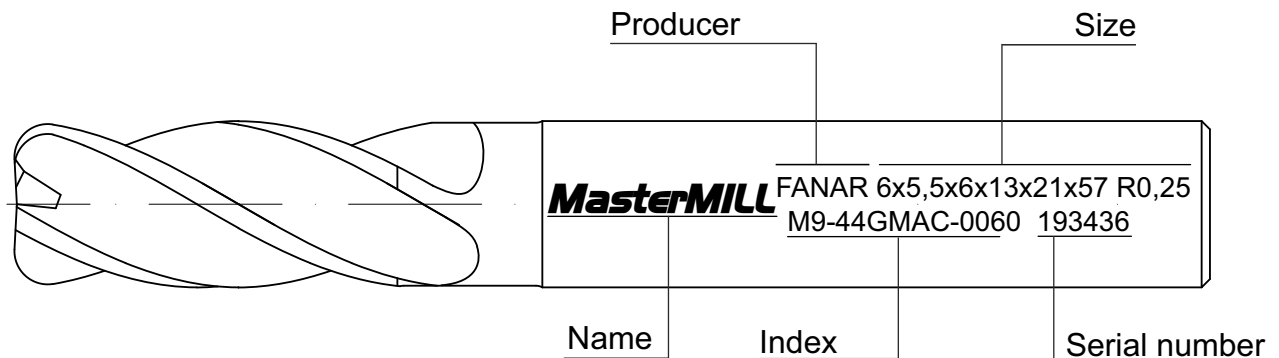 Producer Size
MasterMILL FANAR 6x5,5x6x13x21x57 R0,25
M9-44GMAC-0060 193436
Name Index Serial number